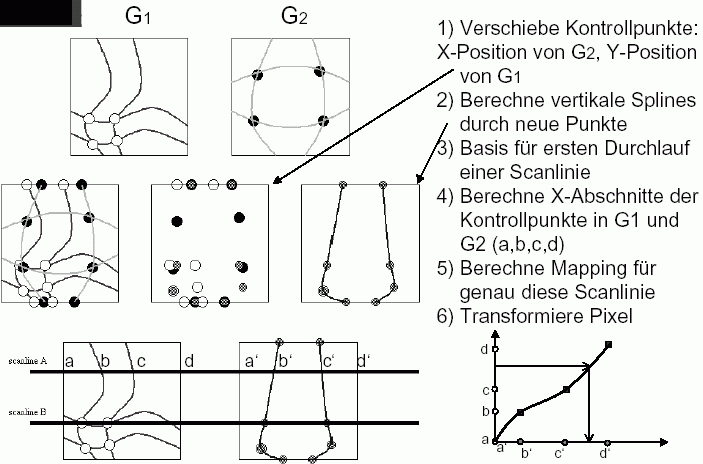 G1
G2
1) Verschiebe Kontrollpunkte:
X-Position von G2, Y-Position
von G1
2) Berechne vertikale Splines
durch neue Punkte
3) Basis für ersten Durchlauf
einer Scanlinie
4) Berechne X-Abschnitte der
Kontrollpunkte in G1 und
G2 (a,b,c,d)
5) Berechne Mapping für
genau diese Scanlinie
6) Transformiere Pixel
scanline A
a b c d
a' b' c' d'
scanline B
d
c
b
a
a' b' c' d'